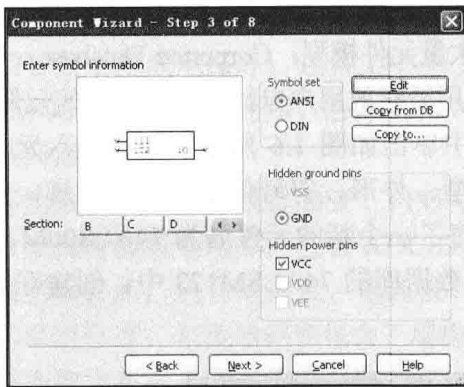 Component Wizard - Step 3 of 8
Enter symbol information
Symbol set
ANSI
DIN
Edit
Copy from DB
Copy to...
Hidden ground pins
VSS
GND
Hidden power pins
VCC
VDD
VEE
Section:
B
C
D
< Back
Next >
Cancel
Help